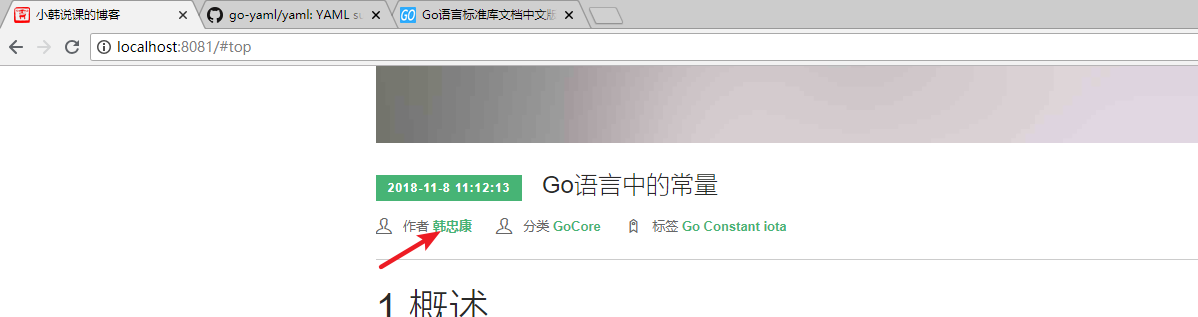 小韩说课的博客
go-yaml/yaml: YAML su
Go语言标准库文档中文版
localhost:8081/#top
2018-11-8 11:12:13 Go语言中的常量
作者 韩忠康 分类 GoCore 标签 Go Constant iota
1 概述